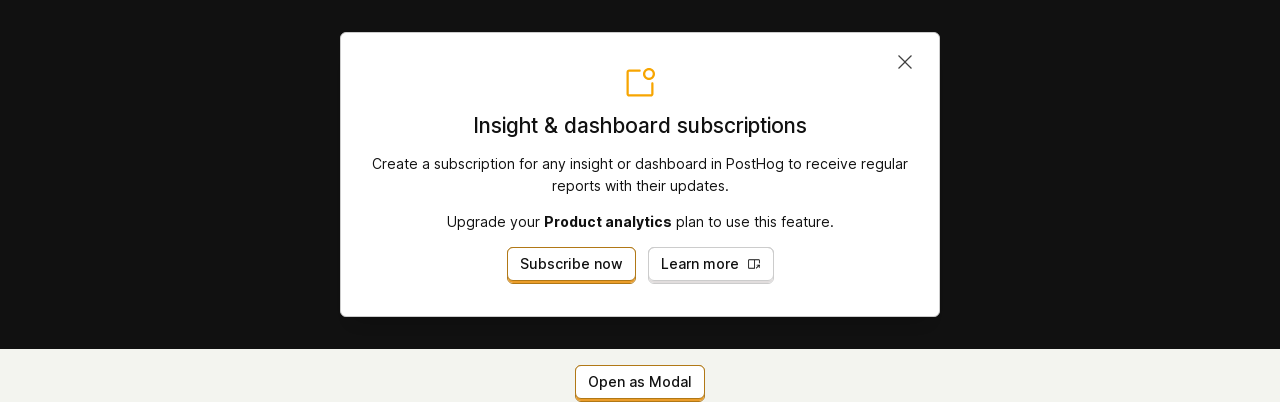 Insight & dashboard subscriptions
Create a subscription for any insight or dashboard in PostHog to receive regular
reports with their updates.
Upgrade your Product analytics plan to use this feature.
Subscribe now
Learn more
Open as Modal